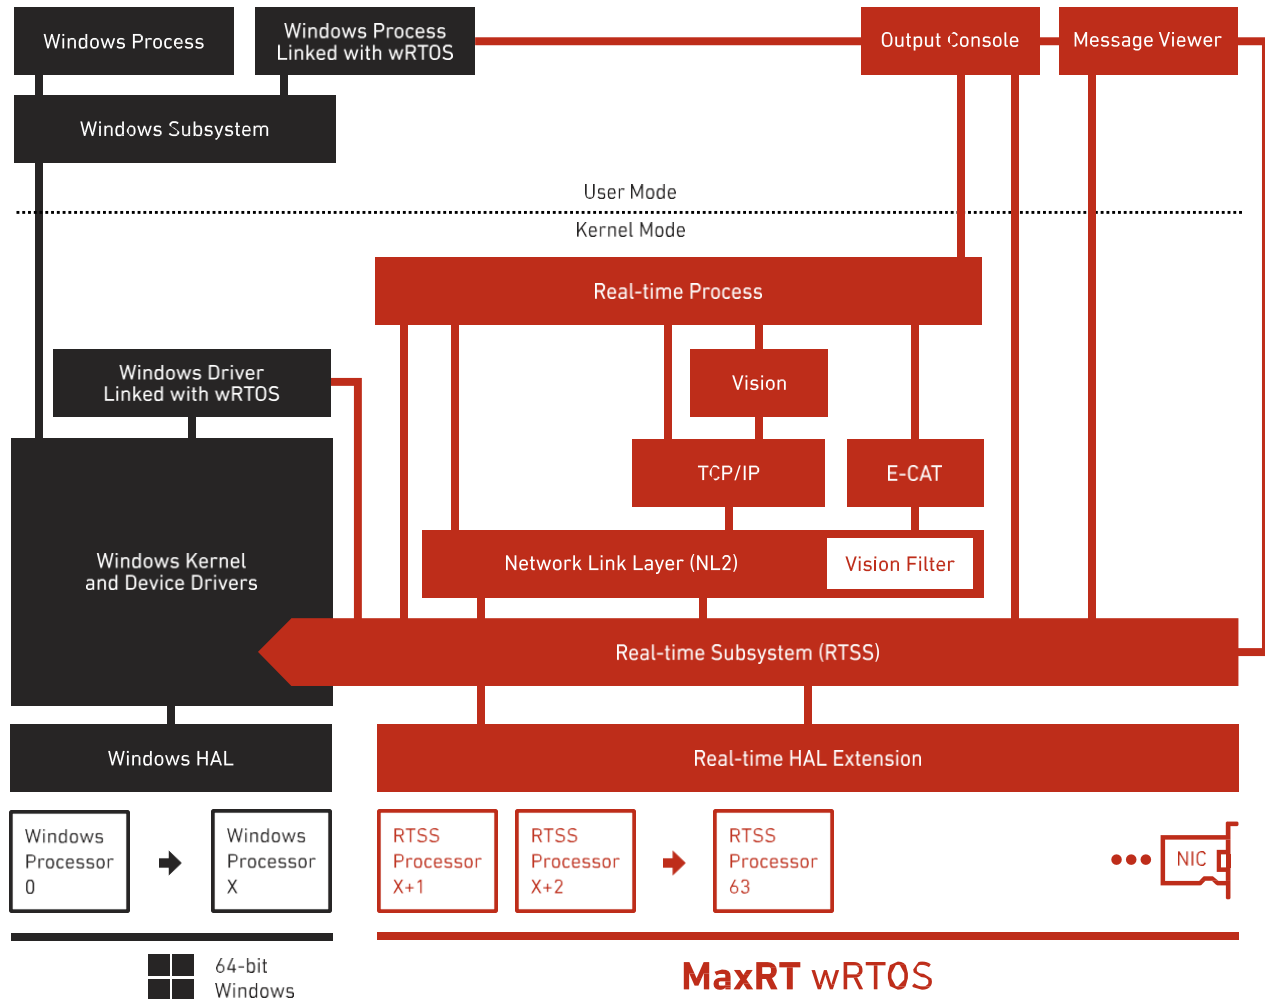 Windows Process
Windows Process
Linked with wRTOS
Output Console
Message Viewer
Windows Subsystem
User Mode
Kernel Mode
Real-time Process
Windows Driver
Linked with wRTOS
Vision
TCP/IP
E-CAT
Windows Kernel
and Device Drivers
Network Link Layer (NL2)
Vision Filter
Real-time Subsystem (RTSS)
Windows HAL
Real-time HAL Extension
Windows
Processor
0
Windows
Processor
X
RTSS
Processor
X+1
RTSS
Processor
X+2
RTSS
Processor
63
NIC
64-bit
Windows
MaxRT wRTOS